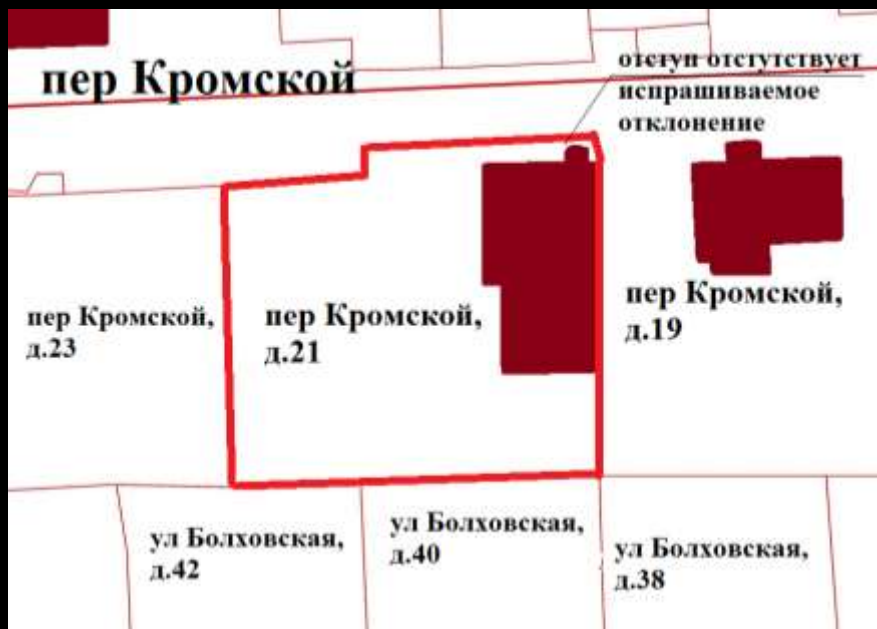 пер Кромской
отступ отстутствует
испрашиваемое
отклонение
пер Кромской,
д.23
пер Кромской,
д.21
пер Кромской,
д.19
ул Болховская,
д.42
ул Болховская,
д.40
ул Болховская,
д.38